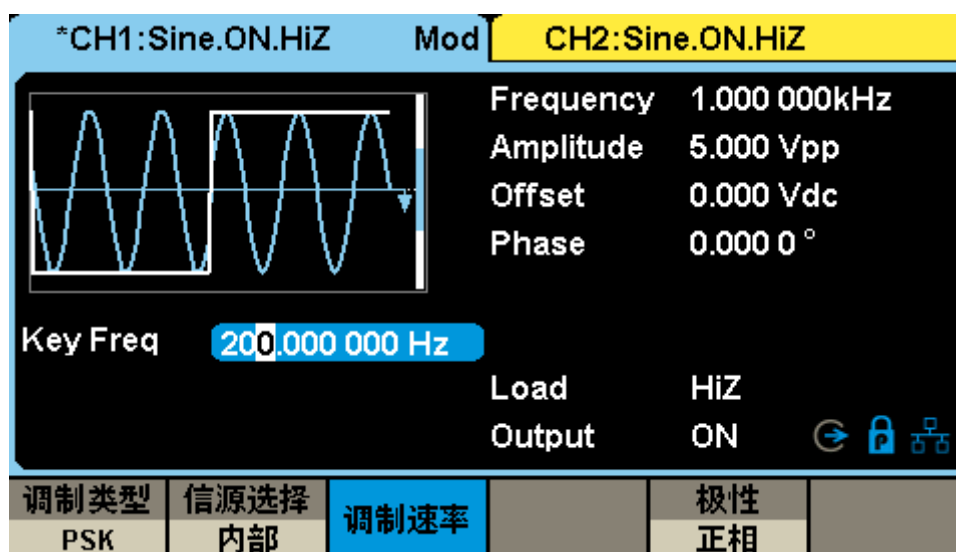 *CH1:Sine.ON.HiZ Mod
CH2:Sine.ON.HiZ
Frequency 1.000 000kHz
Amplitude 5.000 Vpp
Offset 0.000 Vdc
Phase 0.000 0 °
Key Freq 200.000 000 Hz
Load HiZ
Output ON
P
调制类型 信源选择 调制速率 极性
PSK 内部 正相